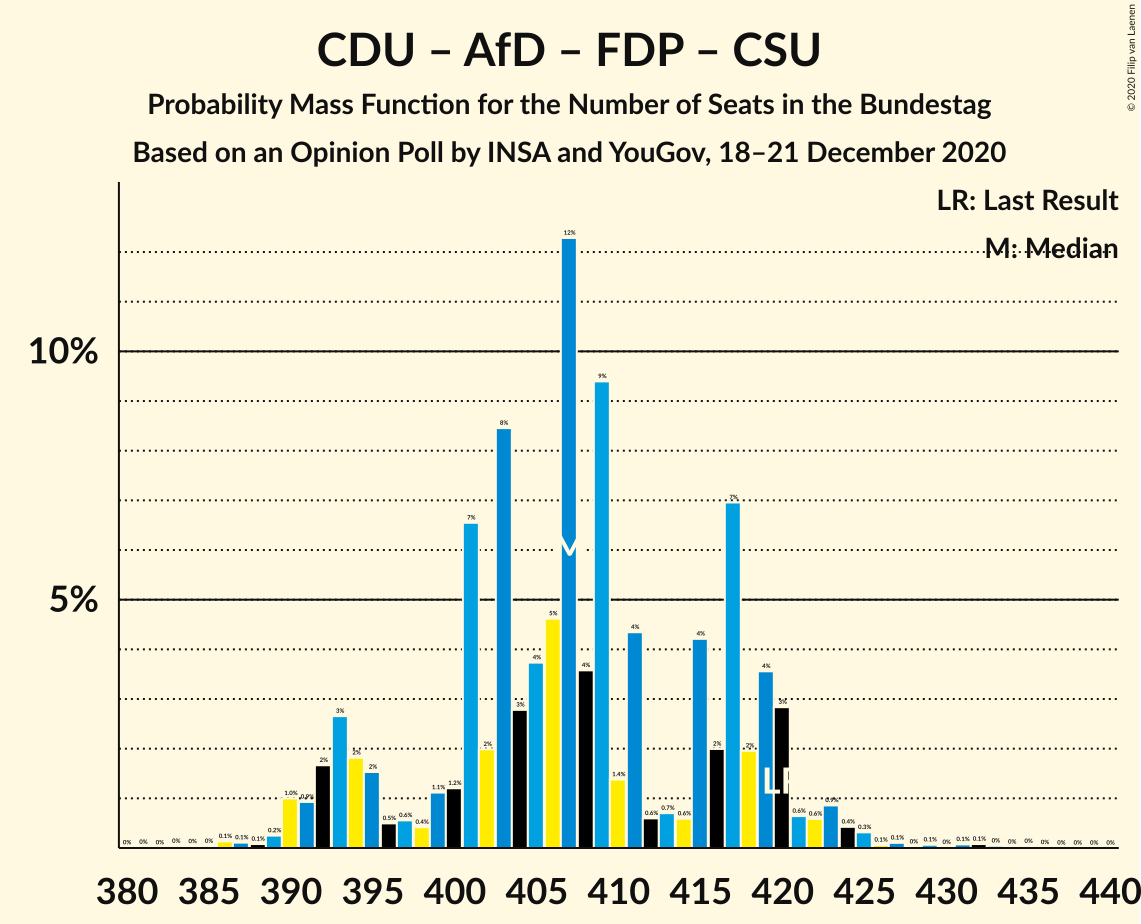 CDU – AfD – FDP – CSU
Probability Mass Function for the Number of Seats in the Bundestag
Based on an Opinion Poll by INSA and YouGov, 18–21 December 2020
© 2020 Filip van Laenen
LR: Last Result
M: Median
10%
5%
0% 0% 0% 0% 0% 0% 0.1% 0.1% 0.1% 0.2% 1.0% 0.9% 2% 3% 2% 2% 0.5% 0.5% 0.4% 1.1% 1.2% 7% 2% 8% 3% 4% 5% 12% 4% 9% 1.4% 4% 0.6% 0.7% 0.6% 4% 2% 7% 2% 4% 3% 0.6% 0.6% 0.9% 0.4% 0.3% 0.1% 0.1% 0% 0.1% 0% 0.1% 0.1% 0% 0% 0% 0% 0% 0% 0% 0%
LR
380 385 390 395 400 405 410 415 420 425 430 435 440